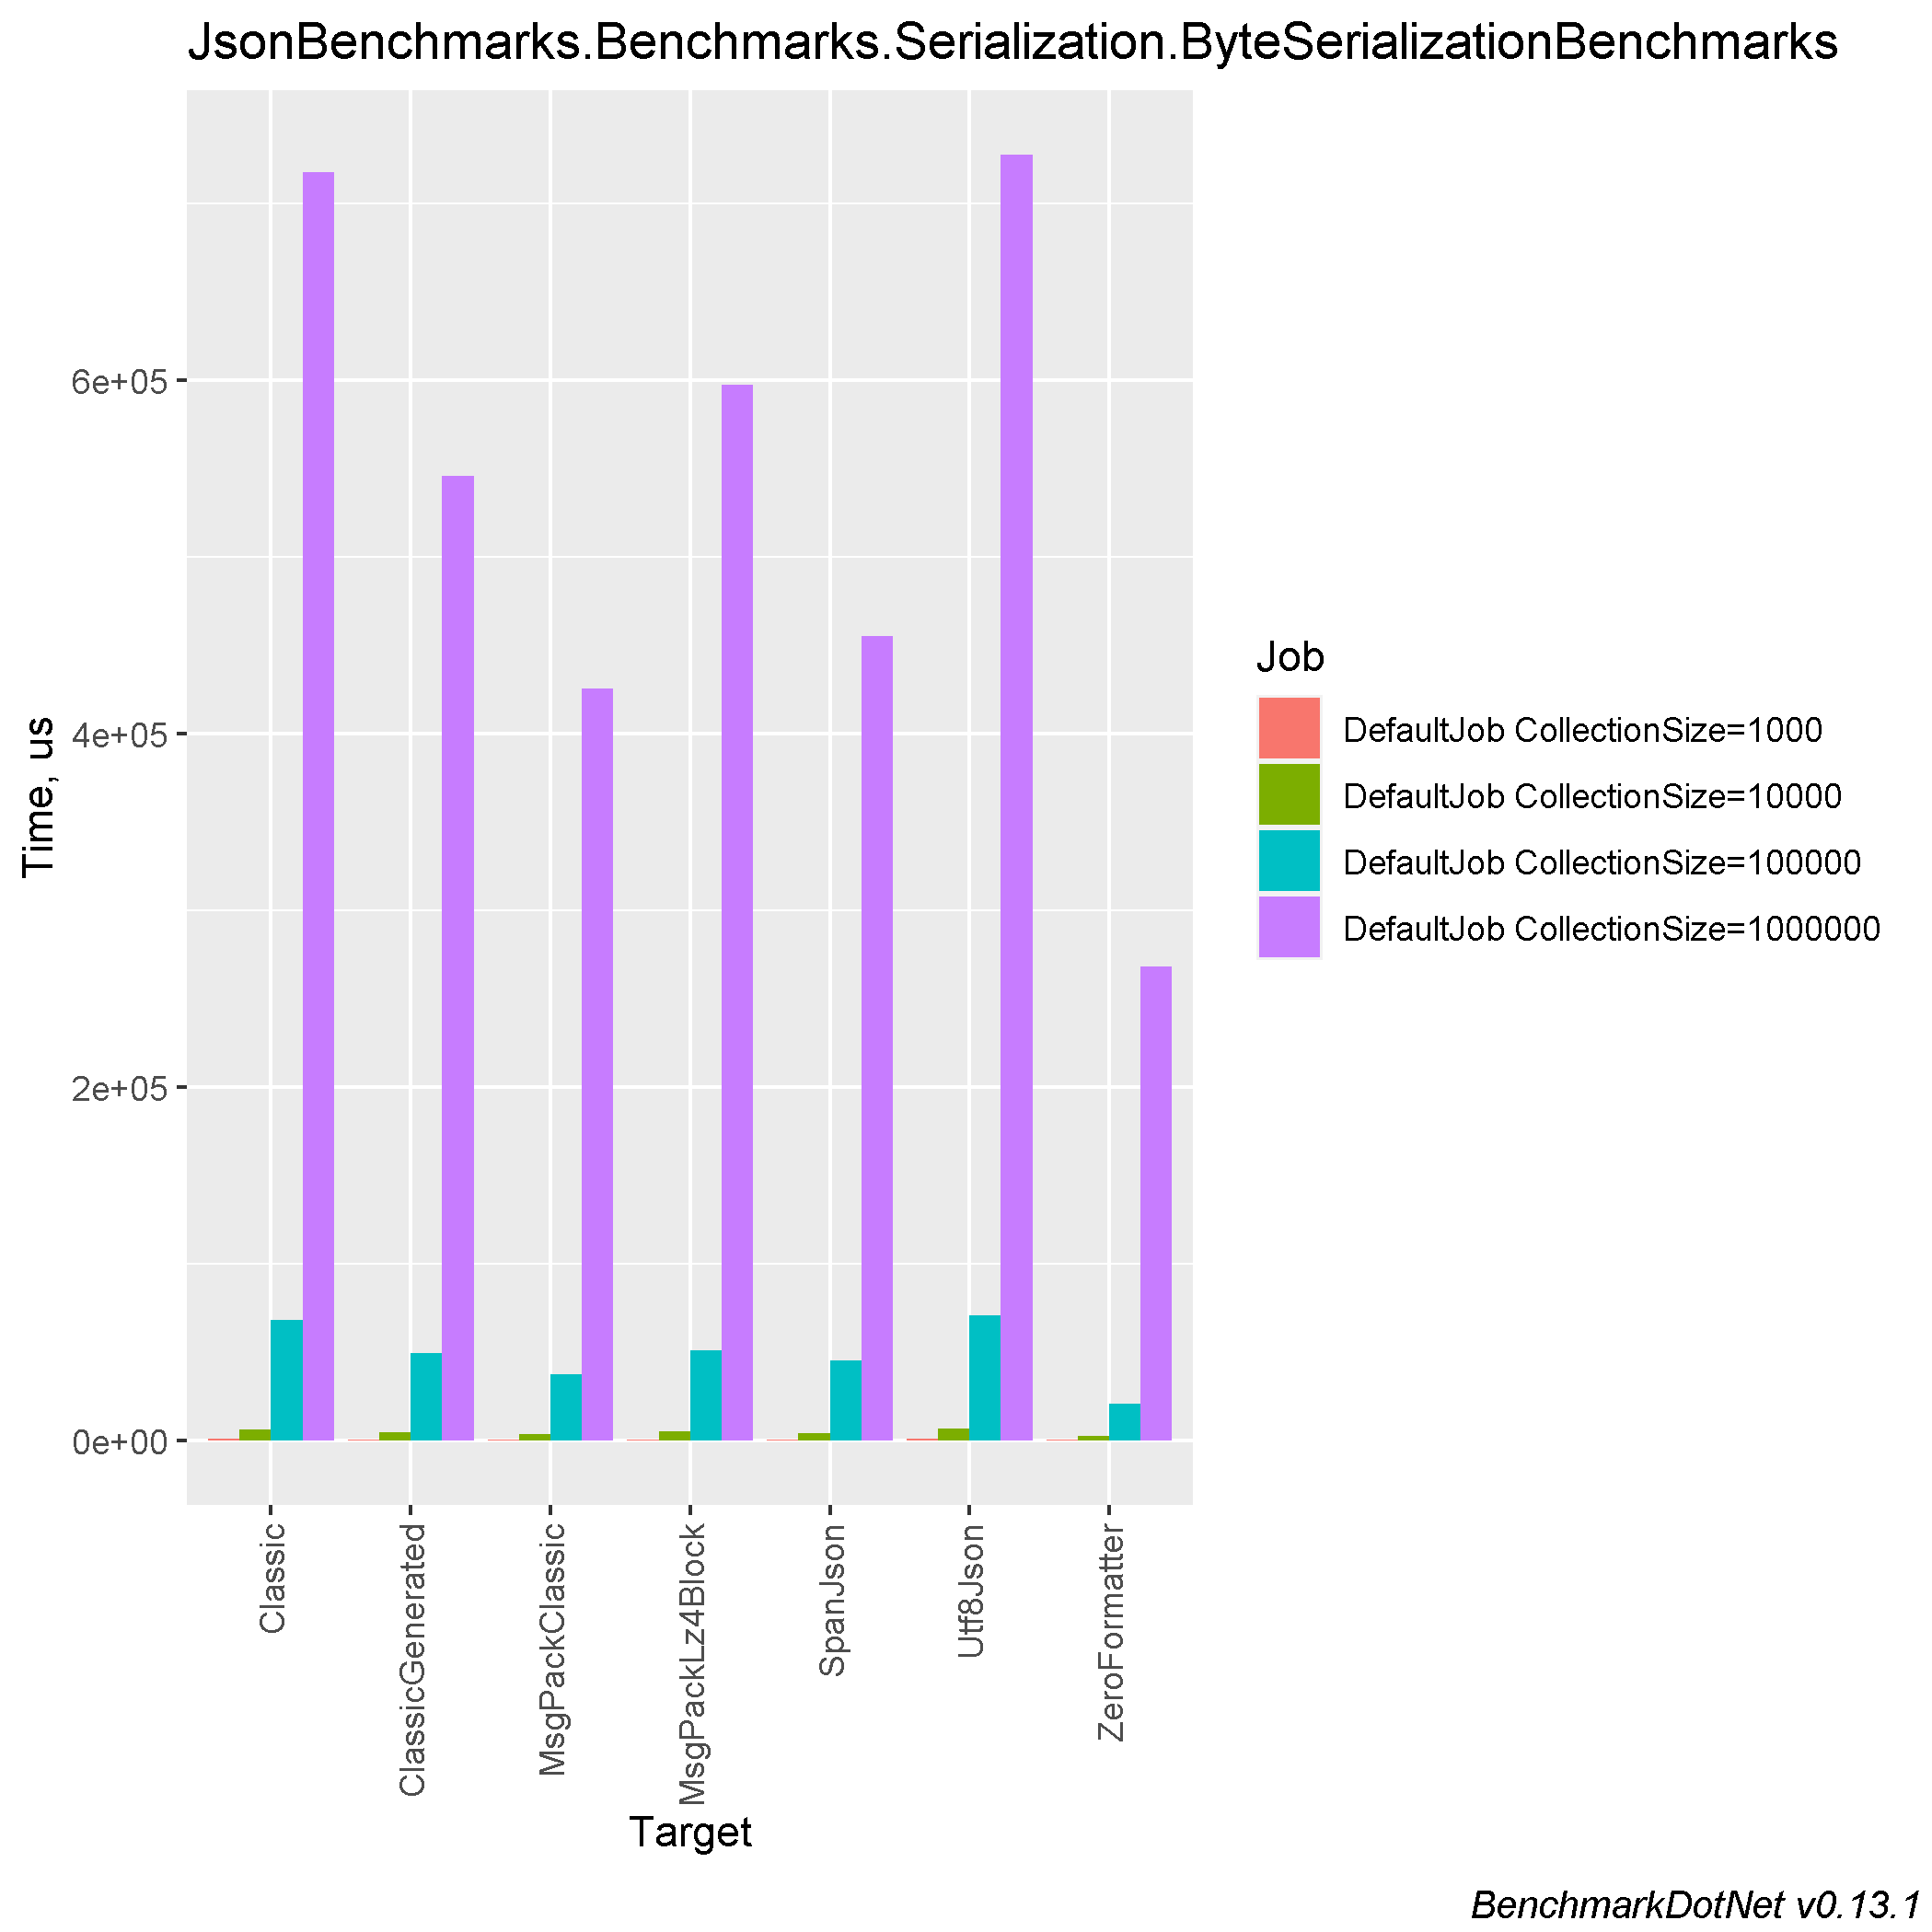 JsonBenchmarks.Benchmarks.Serialization.ByteSerializationBenchmarks
Time, us
6e+05
4e+05
2e+05
0e+00
Classic
ClassicGenerated
MsgPackClassic
MsgPackLz4Block
SpanJson
Utf8Json
ZeroFormatter
Target
Job
DefaultJob CollectionSize=1000
DefaultJob CollectionSize=10000
DefaultJob CollectionSize=100000
DefaultJob CollectionSize=1000000
BenchmarkDotNet v0.13.1